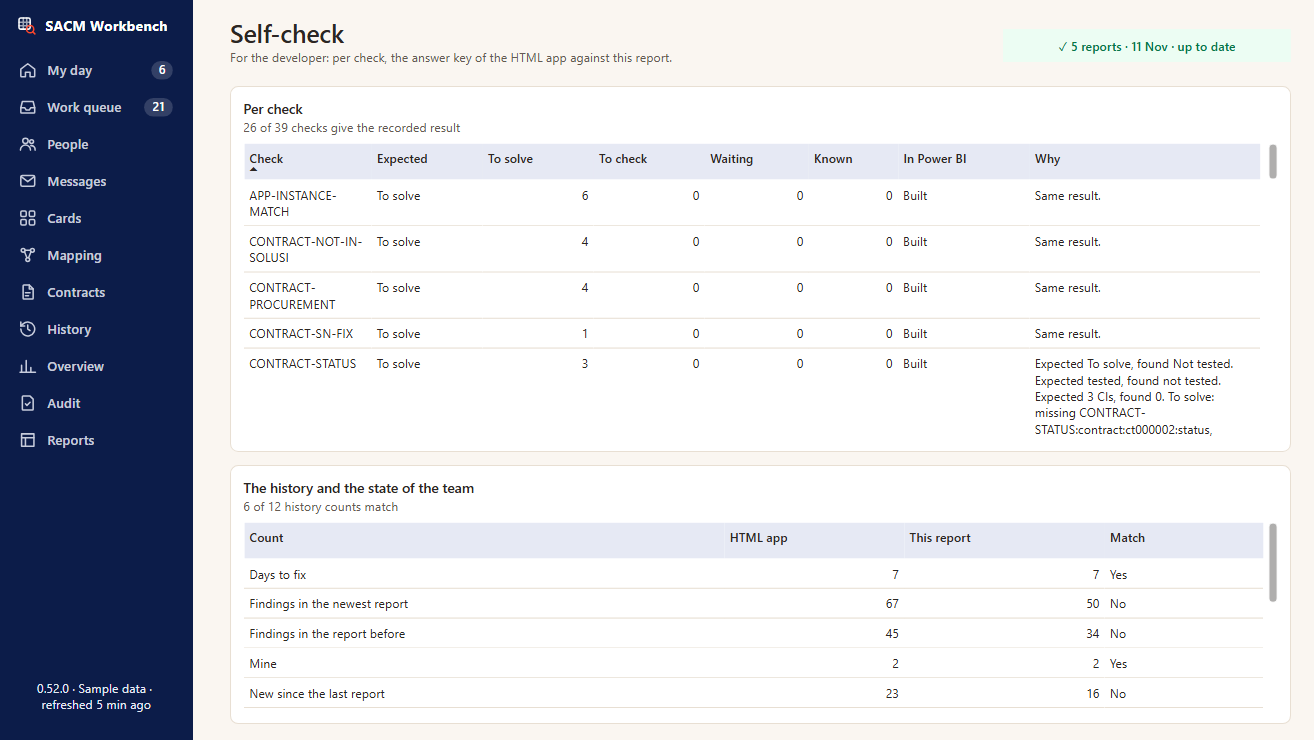 SACM Workbench
My day 6
Work queue 21
People
Messages
Cards
Mapping
Contracts
History
Overview
Audit
Reports
0.52.0 · Sample data ·
refreshed 5 min ago
Self-check
For the developer: per check, the answer key of the HTML app against this report.
✓ 5 reports · 11 Nov · up to date
Per check
26 of 39 checks give the recorded result
Check Expected To solve To check Waiting Known In Power BI Why
APP-INSTANCE-
MATCH To solve 6 0 0 0 Built Same result.
CONTRACT-NOT-IN-
SOLUSI To solve 4 0 0 0 Built Same result.
CONTRACT-
PROCUREMENT To solve 4 0 0 0 Built Same result.
CONTRACT-SN-FIX To solve 1 0 0 0 Built Same result.
CONTRACT-STATUS To solve 3 0 0 0 Built Expected To solve, found Not tested.
Expected tested, found not tested.
Expected 3 CIs, found 0. To solve:
missing CONTRACT-
STATUS:contract:ct000002:status,
The history and the state of the team
6 of 12 history counts match
Count HTML app This report Match
Days to fix 7 7 Yes
Findings in the newest report 67 50 No
Findings in the report before 45 34 No
Mine 2 2 Yes
New since the last report 23 16 No